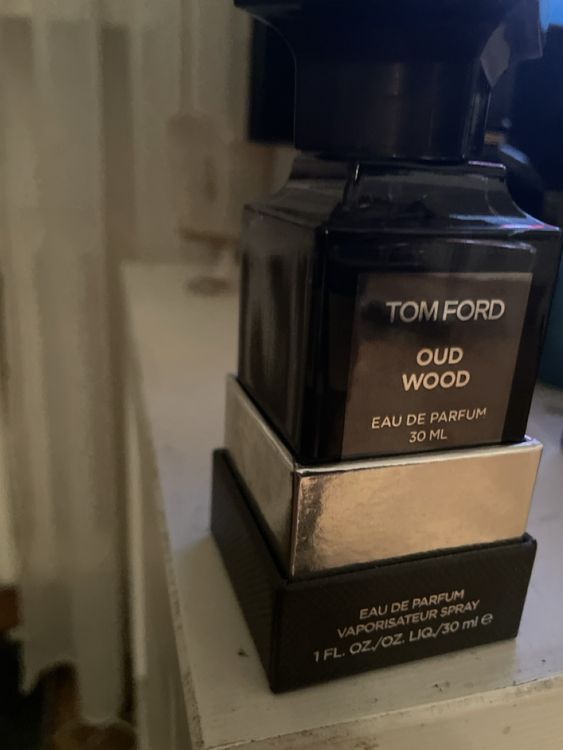 TOM FORD
OUD
WOOD
EAU DE PARFUM
30 ML
EAU DE PARFUM
VAPORISATEUR SPRAY
1 FL. OZ./OZ. LIQ./30 ml ℮